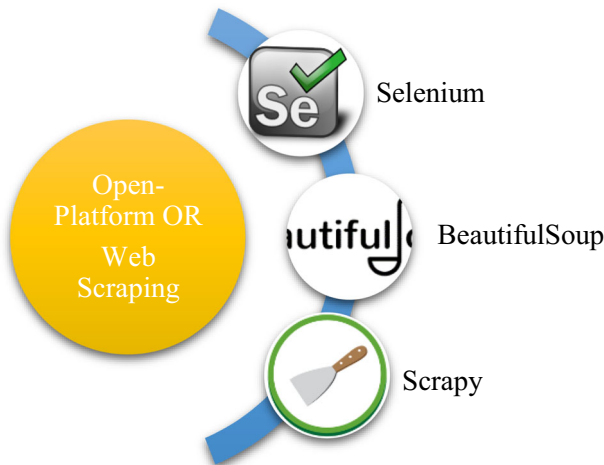 Se
Selenium
Open-
Platform OR
Web
Scraping
autiful
BeautifulSoup
Scrapy